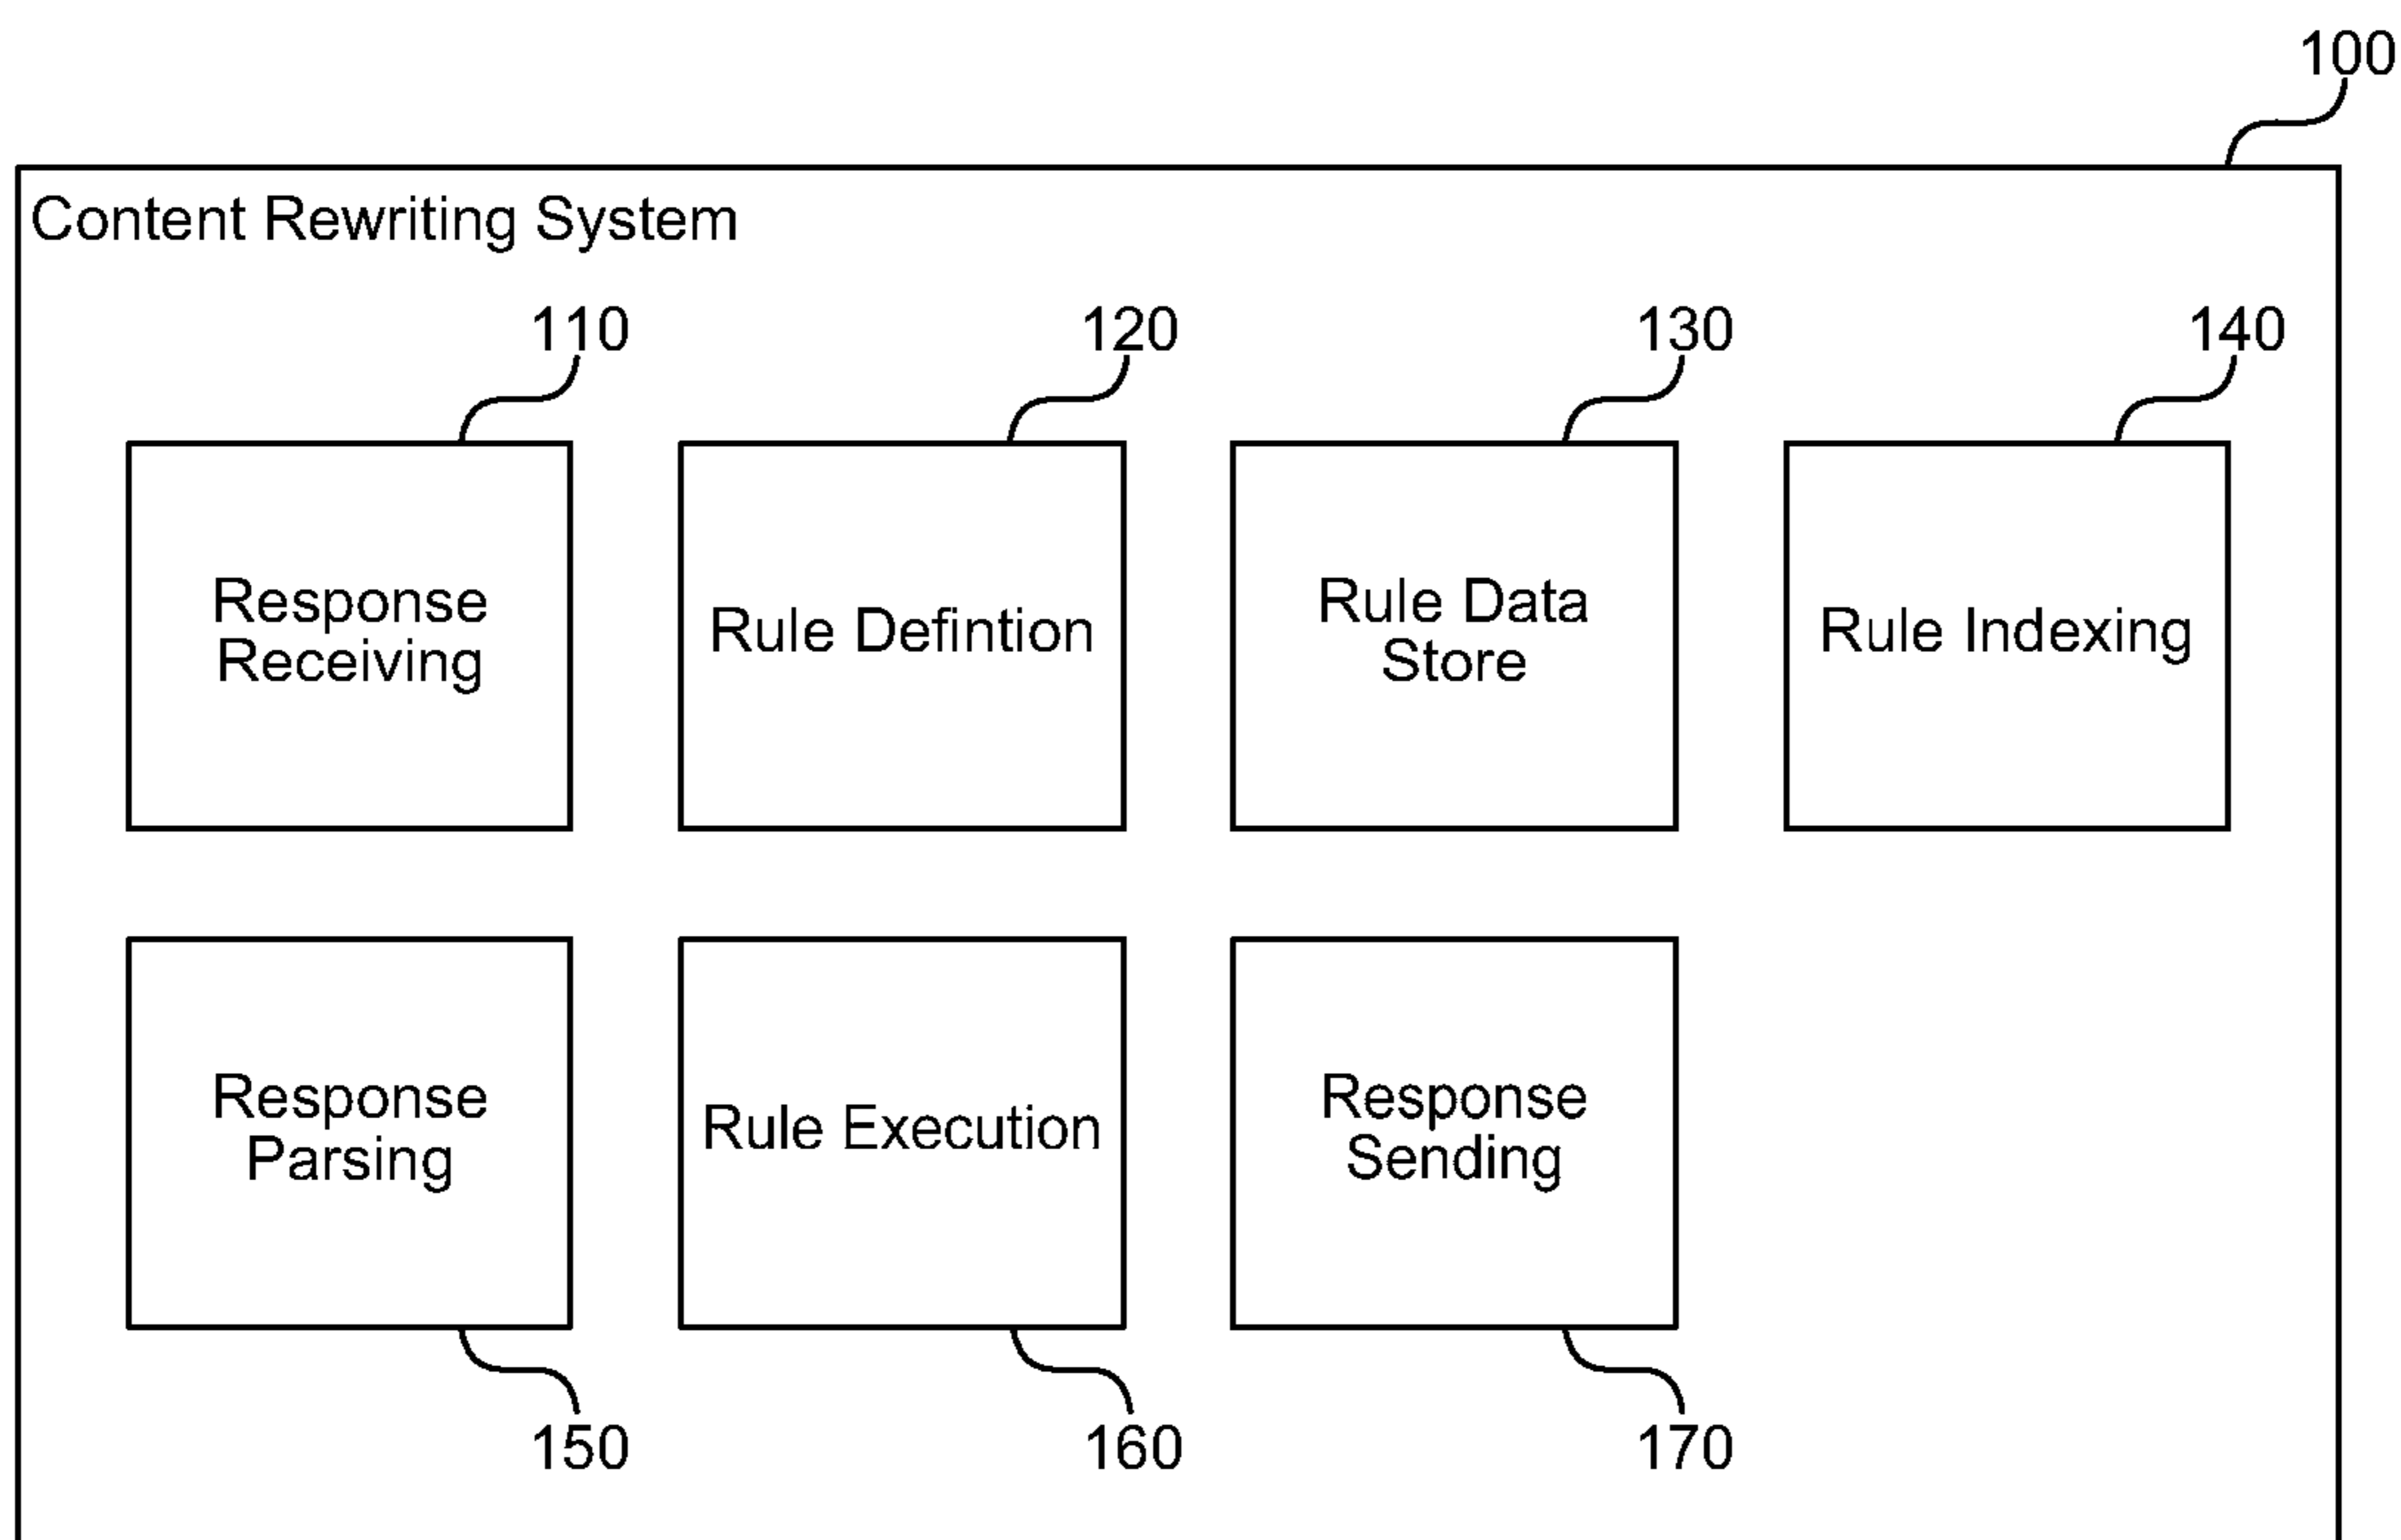 100
Content Rewriting System
110
120
130
140
Response
Receiving
Rule Defintion
Rule Data
Store
Rule Indexing
Response
Parsing
Rule Execution
Response
Sending
150
160
170